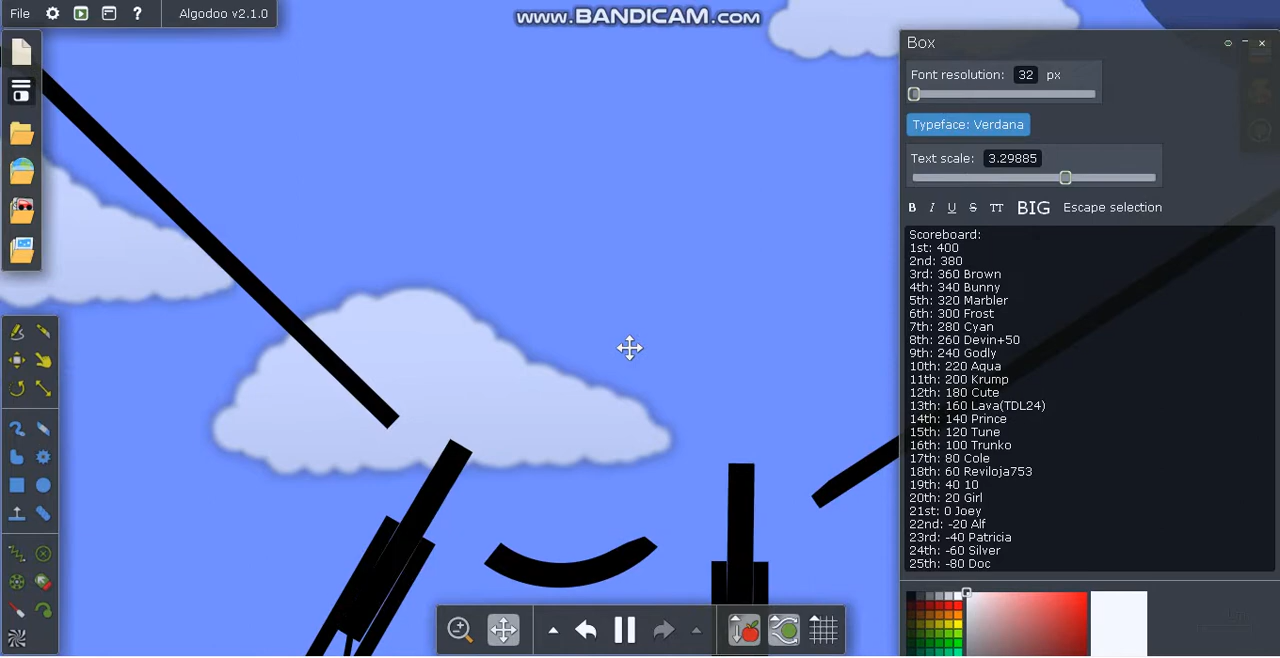 File ? Algodoo v2.1.0
www.BANDICAM.com
Box
Font resolution: 32 px
Typeface: Verdana
Text scale: 3.29885
B I U S TT BIG Escape selection
Scoreboard:
1st: 400
2nd: 380
3rd: 360 Brown
4th: 340 Bunny
5th: 320 Marbler
6th: 300 Frost
7th: 280 Cyan
8th: 260 Devin+50
9th: 240 Godly
10th: 220 Aqua
11th: 200 Krump
12th: 180 Cute
13th: 160 Lava(TDL24)
14th: 140 Prince
15th: 120 Tune
16th: 100 Trunko
17th: 80 Cole
18th: 60 Reviloja753
19th: 40 10
20th: 20 Girl
21st: 0 Joey
22nd: -20 Alf
23rd: -40 Patricia
24th: -60 Silver
25th: -80 Doc